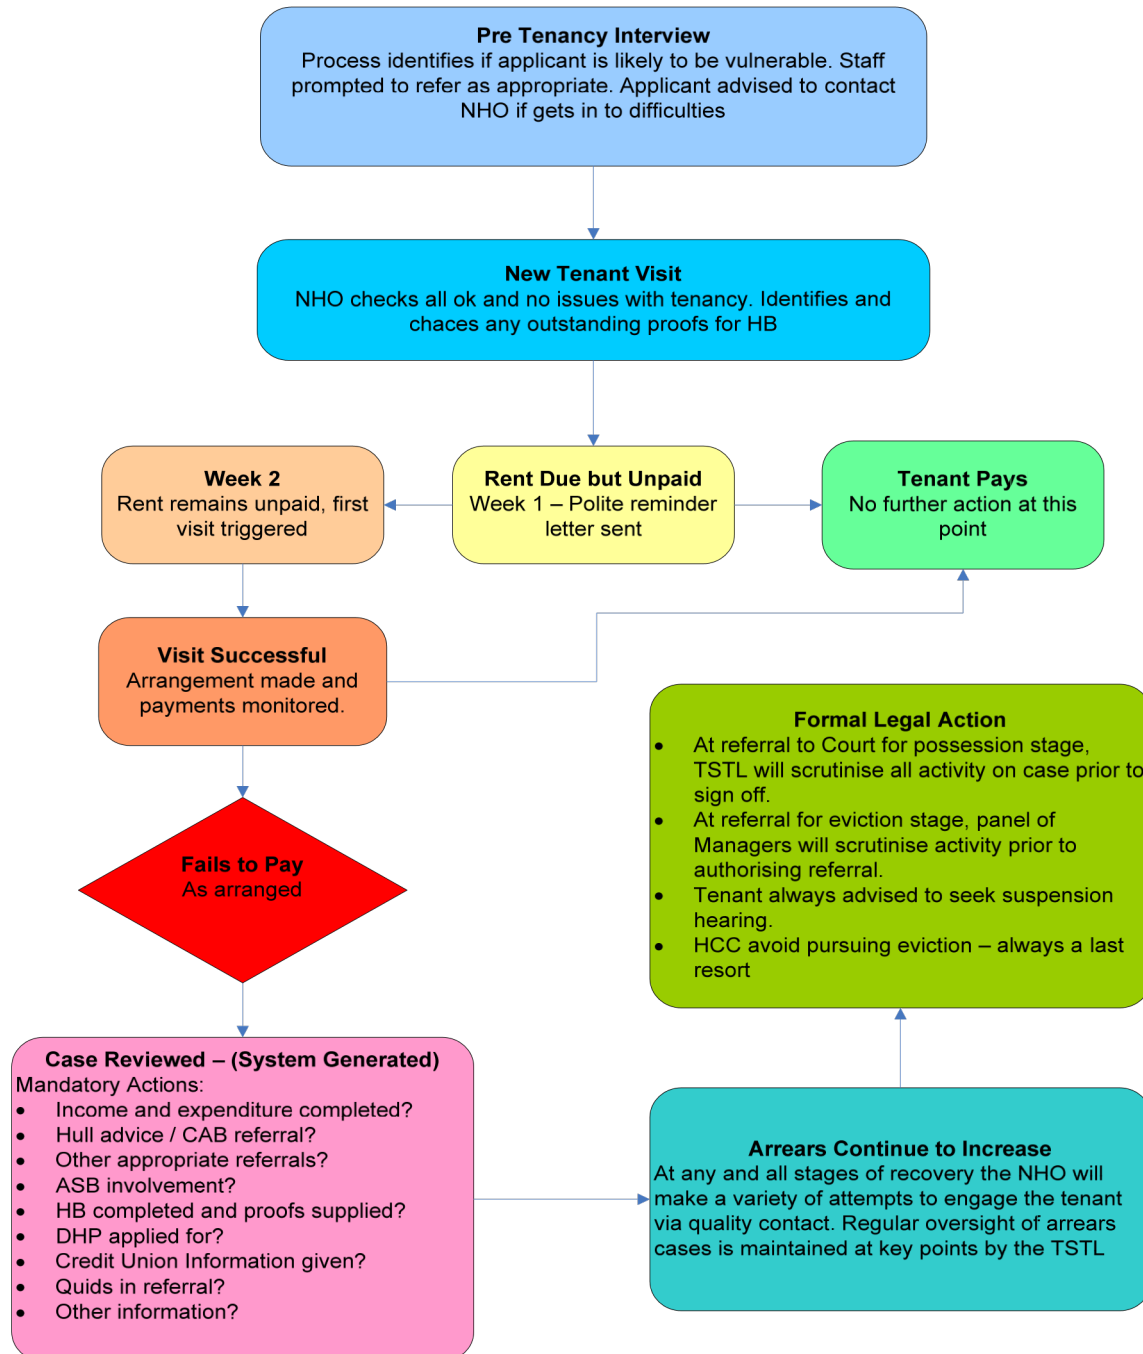 Pre Tenancy Interview
Process identifies if applicant is likely to be vulnerable. Staff
prompted to refer as appropriate. Applicant advised to contact
NHO if gets in to difficulties
New Tenant Visit
NHO checks all ok and no issues with tenancy. Identifies and
chaces any outstanding proofs for HB
Week 2
Rent remains unpaid, first
visit triggered
Rent Due but Unpaid
Week 1 – Polite reminder
letter sent
Tenant Pays
No further action at this
point
Visit Successful
Arrangement made and
payments monitored.
Fails to Pay
As arranged
Formal Legal Action
• At referral to Court for possession stage,
TSTL will scrutinise all activity on case prior to
sign off.
• At referral for eviction stage, panel of
Managers will scrutinise activity prior to
authorising referral.
• Tenant always advised to seek suspension
hearing.
• HCC avoid pursuing eviction – always a last
resort
Case Reviewed – (System Generated)
Mandatory Actions:
• Income and expenditure completed?
• Hull advice / CAB referral?
• Other appropriate referrals?
• ASB involvement?
• HB completed and proofs supplied?
• DHP applied for?
• Credit Union Information given?
• Quids in referral?
• Other information?
Arrears Continue to Increase
At any and all stages of recovery the NHO will
make a variety of attempts to engage the tenant
via quality contact. Regular oversight of arrears
cases is maintained at key points by the TSTL